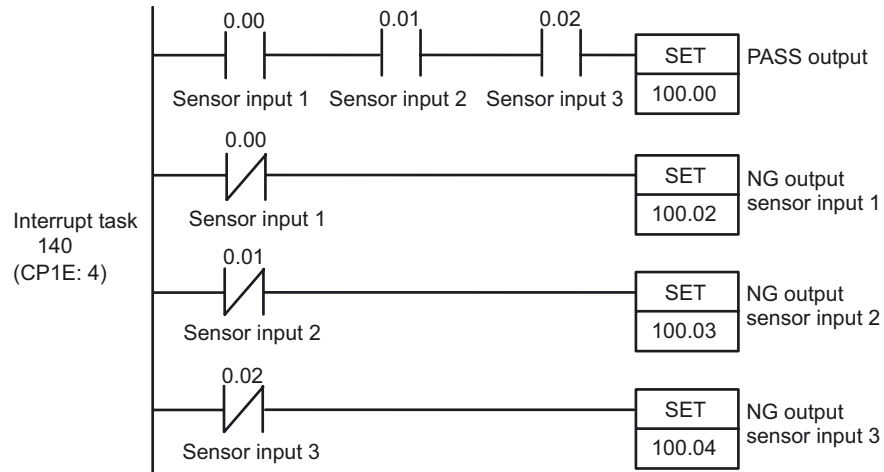 0.00 0.01 0.02
SET PASS output
Sensor input 1 Sensor input 2 Sensor input 3 100.00
0.00
SET NG output
sensor input 1
Sensor input 1 100.02
Interrupt task
140
(CP1E: 4)
0.01
SET NG output
sensor input 2
Sensor input 2 100.03
0.02
SET NG output
sensor input 3
Sensor input 3 100.04